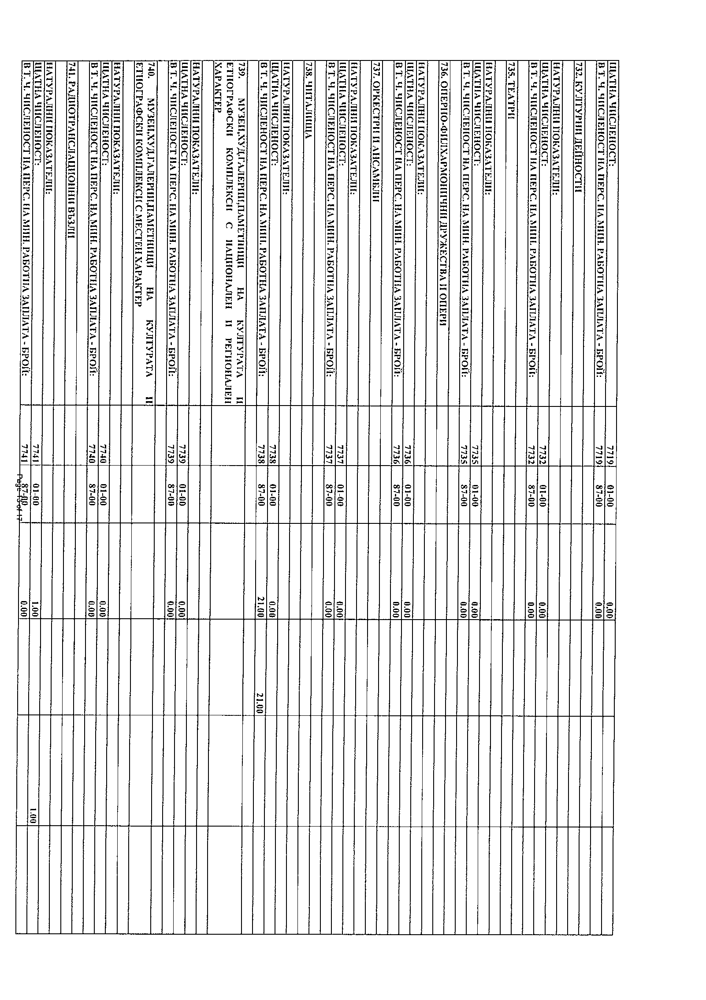 ЩАТНА ЧИСЛЕНОСТ: 7719 01-00 0.00
В Т. Ч. ЧИСЛЕНОСТ НА ПЕРС. НА МИН. РАБОТНА ЗАПЛАТА - БРОЙ: 7719 87-00 0.00
732. КУЛТУРНИ ДЕЙНОСТИ
НАТУРАЛНИ ПОКАЗАТЕЛИ:
ЩАТНА ЧИСЛЕНОСТ: 7732 01-00 0.00
В Т. Ч. ЧИСЛЕНОСТ НА ПЕРС. НА МИН. РАБОТНА ЗАПЛАТА - БРОЙ: 7732 87-00 0.00
735. ТЕАТРИ
НАТУРАЛНИ ПОКАЗАТЕЛИ:
ЩАТНА ЧИСЛЕНОСТ: 7735 01-00 0.00
В Т. Ч. ЧИСЛЕНОСТ НА ПЕРС. НА МИН. РАБОТНА ЗАПЛАТА - БРОЙ: 7735 87-00 0.00
736. ОПЕРНО-ФИЛХАРМОНИЧНИ ДРУЖЕСТВА И ОПЕРИ
НАТУРАЛНИ ПОКАЗАТЕЛИ:
ЩАТНА ЧИСЛЕНОСТ: 7736 01-00 0.00
В Т. Ч. ЧИСЛЕНОСТ НА ПЕРС. НА МИН. РАБОТНА ЗАПЛАТА - БРОЙ: 7736 87-00 0.00
737. ОРКЕСТРИ И АНСАМБЛИ
НАТУРАЛНИ ПОКАЗАТЕЛИ:
ЩАТНА ЧИСЛЕНОСТ: 7737 01-00 0.00
В Т. Ч. ЧИСЛЕНОСТ НА ПЕРС. НА МИН. РАБОТНА ЗАПЛАТА - БРОЙ: 7737 87-00 0.00
738. ЧИТАЛИЩА
НАТУРАЛНИ ПОКАЗАТЕЛИ:
ЩАТНА ЧИСЛЕНОСТ: 7738 01-00 0.00
В Т. Ч. ЧИСЛЕНОСТ НА ПЕРС. НА МИН. РАБОТНА ЗАПЛАТА - БРОЙ: 7738 87-00 21.00 21.00
739. МУЗЕИ,ХУД.ГАЛЕРИИ,ПАМЕТНИЦИ НА КУЛТУРАТА И
ЕТНОГРАФСКИ КОМПЛЕКСИ С НАЦИОНАЛЕН И РЕГИОНАЛЕН
ХАРАКТЕР
НАТУРАЛНИ ПОКАЗАТЕЛИ:
ЩАТНА ЧИСЛЕНОСТ: 7739 01-00 0.00
В Т. Ч. ЧИСЛЕНОСТ НА ПЕРС. НА МИН. РАБОТНА ЗАПЛАТА - БРОЙ: 7739 87-00 0.00
740. МУЗЕИ,ХУД.ГАЛЕРИИ,ПАМЕТНИЦИ НА КУЛТУРАТА И
ЕТНОГРАФСКИ КОМПЛЕКСИ С МЕСТЕН ХАРАКТЕР
НАТУРАЛНИ ПОКАЗАТЕЛИ:
ЩАТНА ЧИСЛЕНОСТ: 7740 01-00 0.00
В Т. Ч. ЧИСЛЕНОСТ НА ПЕРС. НА МИН. РАБОТНА ЗАПЛАТА - БРОЙ: 7740 87-00 0.00
741. РАДИОТРАНСЛАЦИОННИ ВЪЗЛИ
НАТУРАЛНИ ПОКАЗАТЕЛИ:
ЩАТНА ЧИСЛЕНОСТ: 7741 01-00 1.00 1.00
В Т. Ч. ЧИСЛЕНОСТ НА ПЕРС. НА МИН. РАБОТНА ЗАПЛАТА - БРОЙ: 7741 87-00 0.00
Page 13 of 17